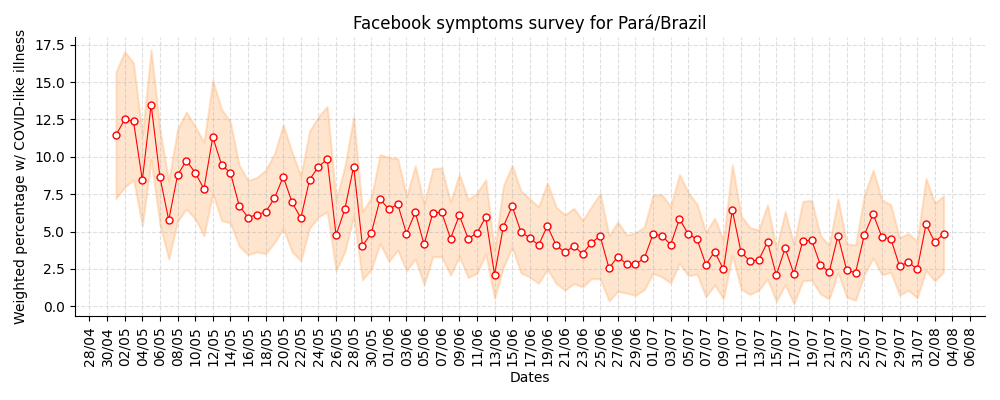 Facebook symptoms survey for Pará/Brazil
Weighted percentage w/ COVID-like illness
17.5
15.0
12.5
10.0
7.5
5.0
2.5
0.0
28/04 30/04 02/05 04/05 06/05 08/05 10/05 12/05 14/05 16/05 18/05 20/05 22/05 24/05 26/05 28/05 30/05 01/06 03/06 05/06 07/06 09/06 11/06 13/06 15/06 17/06 19/06 21/06 23/06 25/06 27/06 29/06 01/07 03/07 05/07 07/07 09/07 11/07 13/07 15/07 17/07 19/07 21/07 23/07 25/07 27/07 29/07 31/07 02/08 04/08 06/08
Dates